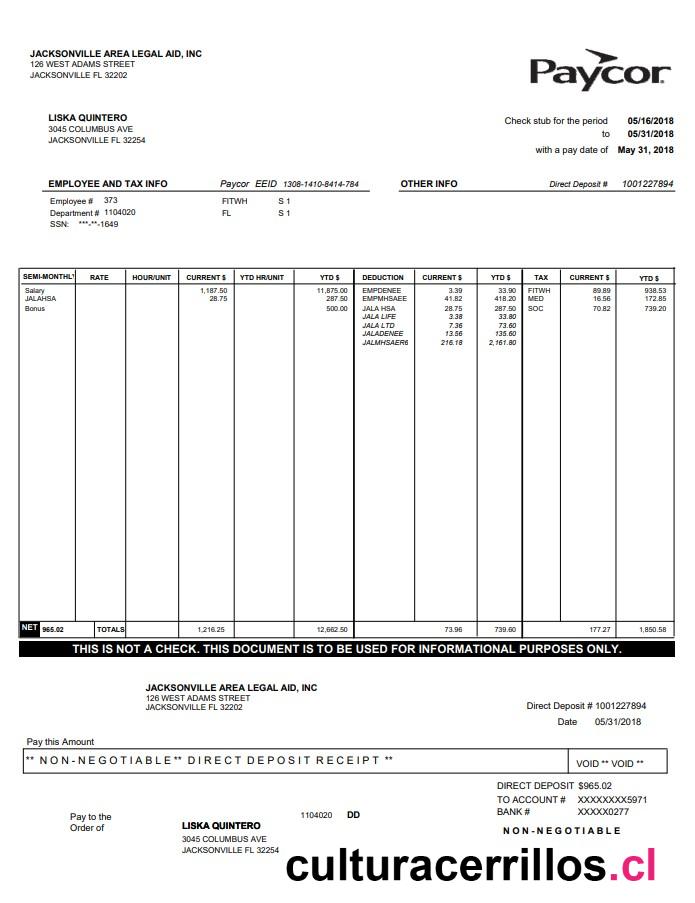 JACKSONVILLE AREA LEGAL AID, INC
126 WEST ADAMS STREET
JACKSONVILLE FL 32202
Paycor
LISKA QUINTERO
3045 COLUMBUS AVE
JACKSONVILLE FL 32254
Check stub for the period 05/16/2018
to 05/31/2018
with a pay date of May 31, 2018
EMPLOYEE AND TAX INFO Paycor EEID 1308-1410-8414-784 OTHER INFO Direct Deposit # 1001227894
Employee # 373 FITWH S 1
Department # 1104020 FL S 1
SSN: ***-**-1649
SEMI-MONTHLY RATE HOUR/UNIT CURRENT $ YTD HR/UNIT YTD $ DEDUCTION CURRENT $ YTD $ TAX CURRENT $ YTD $
Salary 1,187.50 11,875.00 EMPDENEE 3.39 33.90 FITWH 89.89 938.53
JALAHSA 28.75 287.50 EMPMHSAEE 41.82 418.20 MED 16.56 172.85
Bonus 500.00 JALA HSA 28.75 287.50 SOC 70.82 739.20
JALA LIFE 3.38 33.80
JALA LTD 7.36 73.60
JALADENEE 13.56 135.60
JALMHSAER6 216.18 2,161.80
NET 965.02 TOTALS 1,216.25 12,662.50 73.96 739.60 177.27 1,850.58
THIS IS NOT A CHECK. THIS DOCUMENT IS TO BE USED FOR INFORMATIONAL PURPOSES ONLY.
JACKSONVILLE AREA LEGAL AID, INC
126 WEST ADAMS STREET
JACKSONVILLE FL 32202
Direct Deposit # 1001227894
Date 05/31/2018
Pay this Amount
** NON-NEGOTIABLE** DIRECT DEPOSIT RECEIPT ** VOID ** VOID **
DIRECT DEPOSIT $965.02
TO ACCOUNT # XXXXXXXX5971
BANK # XXXXX0277
NON-NEGOTIABLE
Pay to the
Order of
1104020 DD
LISKA QUINTERO
3045 COLUMBUS AVE
JACKSONVILLE FL 32254
culturacerrillos.cl